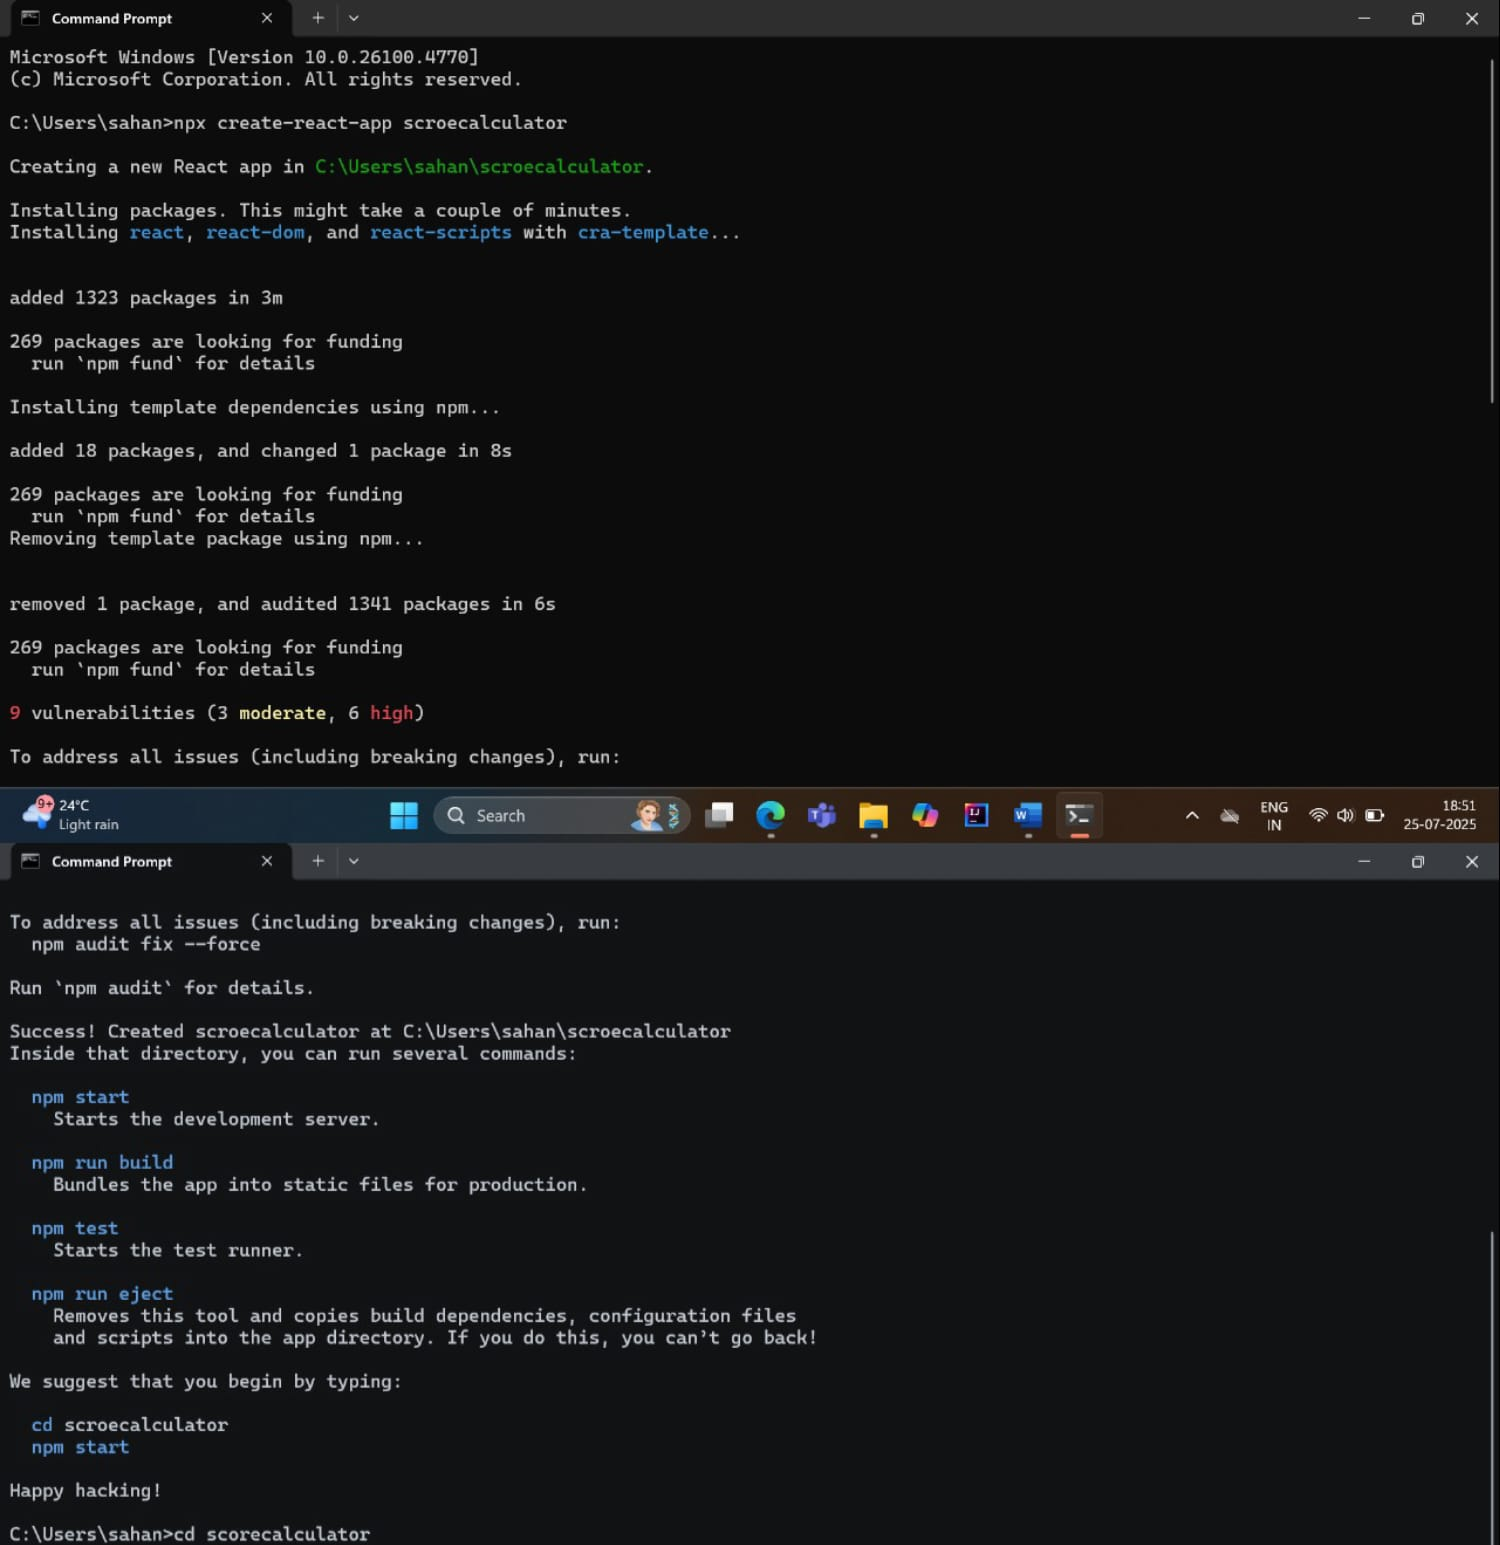 Command Prompt
Microsoft Windows [Version 10.0.26100.4770]
(c) Microsoft Corporation. All rights reserved.
C:\Users\sahan>npx create-react-app scroecalculator
Creating a new React app in C:\Users\sahan\scroecalculator.
Installing packages. This might take a couple of minutes.
Installing react, react-dom, and react-scripts with cra-template...
added 1323 packages in 3m
269 packages are looking for funding
  run `npm fund` for details
Installing template dependencies using npm...
added 18 packages, and changed 1 package in 8s
269 packages are looking for funding
  run `npm fund` for details
Removing template package using npm...
removed 1 package, and audited 1341 packages in 6s
269 packages are looking for funding
  run `npm fund` for details
9 vulnerabilities (3 moderate, 6 high)
To address all issues (including breaking changes), run:
9+ 24°C
Light rain
Search
ENG
IN
18:51
25-07-2025
Command Prompt
To address all issues (including breaking changes), run:
  npm audit fix --force
Run `npm audit` for details.
Success! Created scroecalculator at C:\Users\sahan\scroecalculator
Inside that directory, you can run several commands:
  npm start
    Starts the development server.
  npm run build
    Bundles the app into static files for production.
  npm test
    Starts the test runner.
  npm run eject
    Removes this tool and copies build dependencies, configuration files
    and scripts into the app directory. If you do this, you can’t go back!
We suggest that you begin by typing:
  cd scroecalculator
  npm start
Happy hacking!
C:\Users\sahan>cd scorecalculator